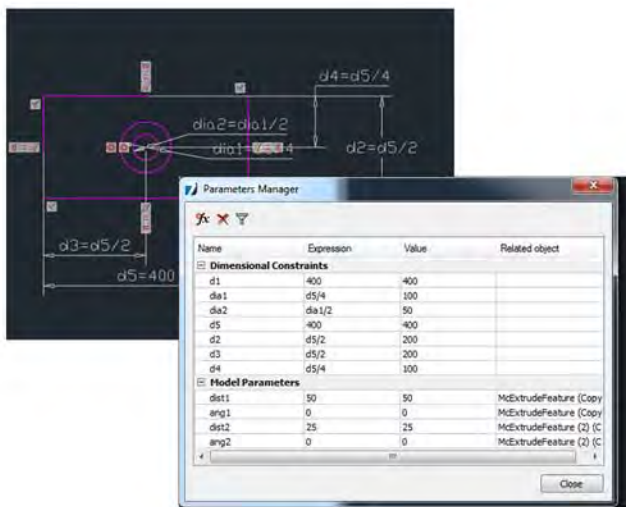 d4=d5/4
dia2=dia1/2
d2=d5/2
d3=d5/2
d5=400
Parameters Manager
fx
Name Expression Value Related object
Dimensional Constraints
d1 400 400
dia1 d5/4 100
dia2 dia1/2 50
d5 400 400
d2 d5/2 200
d3 d5/2 200
d4 d5/4 100
Model Parameters
dist1 50 50 McExtrudeFeature (Copy
ang1 0 0 McExtrudeFeature (Copy
dist2 25 25 McExtrudeFeature (2) (C
ang2 0 0 McExtrudeFeature (2) (C
Close